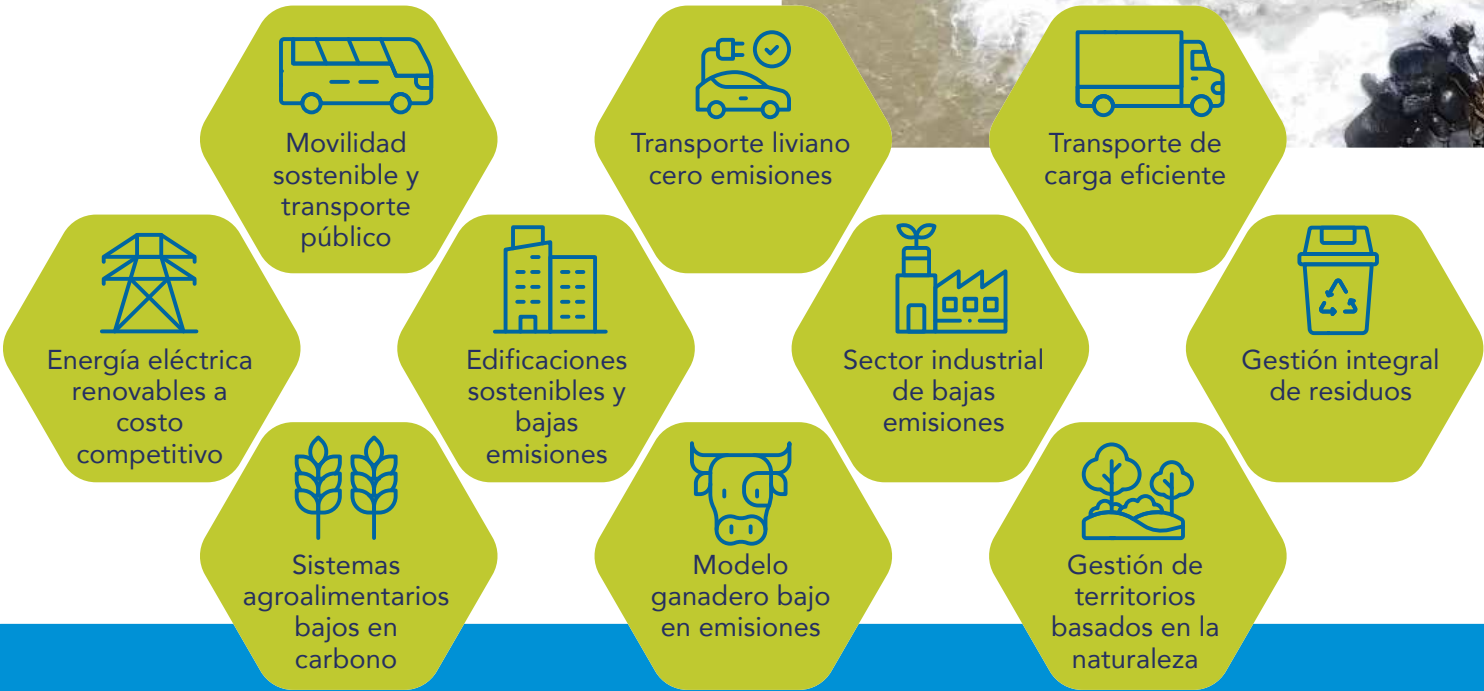 Movilidad
sostenible y
transporte
público
Transporte liviano
cero emisiones
Transporte de
carga eficiente
Energía eléctrica
renovables a
costo
competitivo
Edificaciones
sostenibles y
bajas
emisiones
Sector industrial
de bajas
emisiones
Gestión integral
de residuos
Sistemas
agroalimentarios
bajos en
carbono
Modelo
ganadero bajo
en emisiones
Gestión de
territorios
basados en la
naturaleza